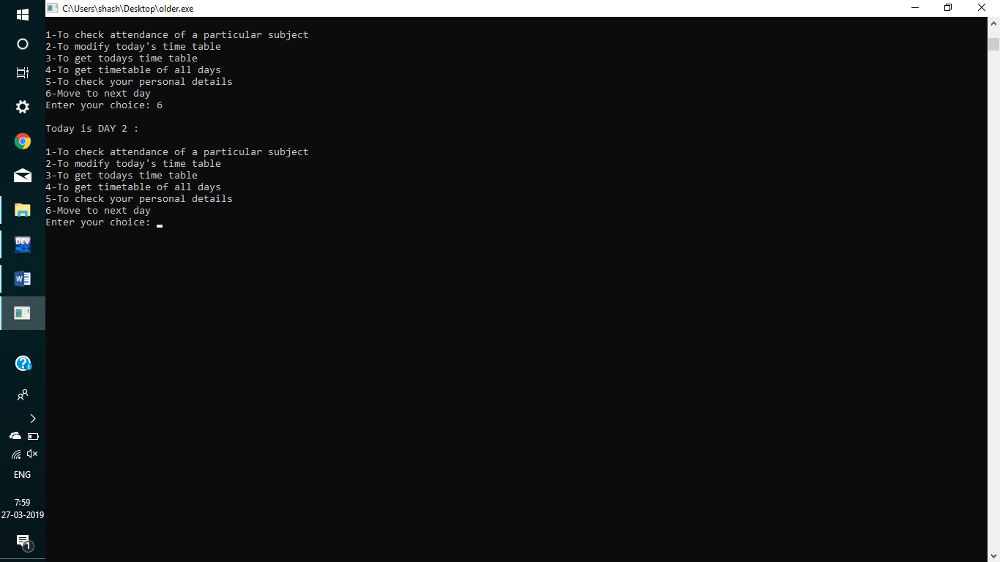 C:\Users\shash\Desktop\older.exe
1-To check attendance of a particular subject
2-To modify today's time table
3-To get todays time table
4-To get timetable of all days
5-To check your personal details
6-Move to next day
Enter your choice: 6
Today is DAY 2 :
1-To check attendance of a particular subject
2-To modify today's time table
3-To get todays time table
4-To get timetable of all days
5-To check your personal details
6-Move to next day
Enter your choice:
DEV
W
ENG
7:59
27-03-2019
1